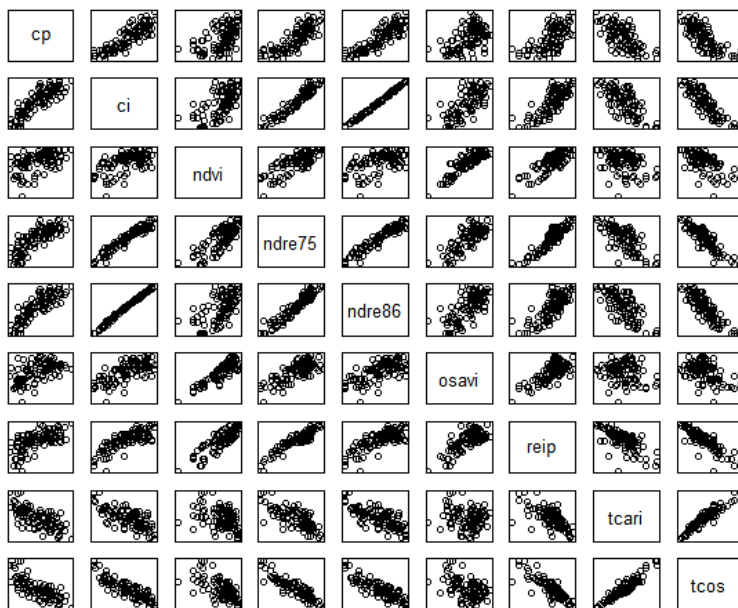 cp
ci
ndvi
ndre75
ndre86
osavi
reip
tcari
tcos